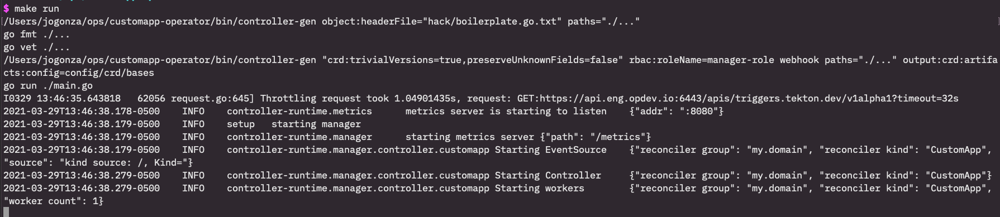 $ make run
/Users/jogonza/ops/customapp-operator/bin/controller-gen object:headerFile="hack/boilerplate.go.txt" paths="./..."
go fmt ./...
go vet ./...
/Users/jogonza/ops/customapp-operator/bin/controller-gen "crd:trivialVersions=true,preserveUnknownFields=false" rbac:roleName=manager-role webhook paths="./..." output:crd:artifa
cts:config=config/crd/bases
go run ./main.go
I0329 13:46:35.643818   62056 request.go:645] Throttling request took 1.04901435s, request: GET:https://api.eng.opdev.io:6443/apis/triggers.tekton.dev/v1alpha1?timeout=32s
2021-03-29T13:46:38.178-0500    INFO    controller-runtime.metrics      metrics server is starting to listen    {"addr": ":8080"}
2021-03-29T13:46:38.179-0500    INFO    setup   starting manager
2021-03-29T13:46:38.179-0500    INFO    controller-runtime.manager      starting metrics server {"path": "/metrics"}
2021-03-29T13:46:38.179-0500    INFO    controller-runtime.manager.controller.customapp Starting EventSource    {"reconciler group": "my.domain", "reconciler kind": "CustomApp",
"source": "kind source: /, Kind="}
2021-03-29T13:46:38.279-0500    INFO    controller-runtime.manager.controller.customapp Starting Controller     {"reconciler group": "my.domain", "reconciler kind": "CustomApp"}
2021-03-29T13:46:38.279-0500    INFO    controller-runtime.manager.controller.customapp Starting workers        {"reconciler group": "my.domain", "reconciler kind": "CustomApp",
"worker count": 1}